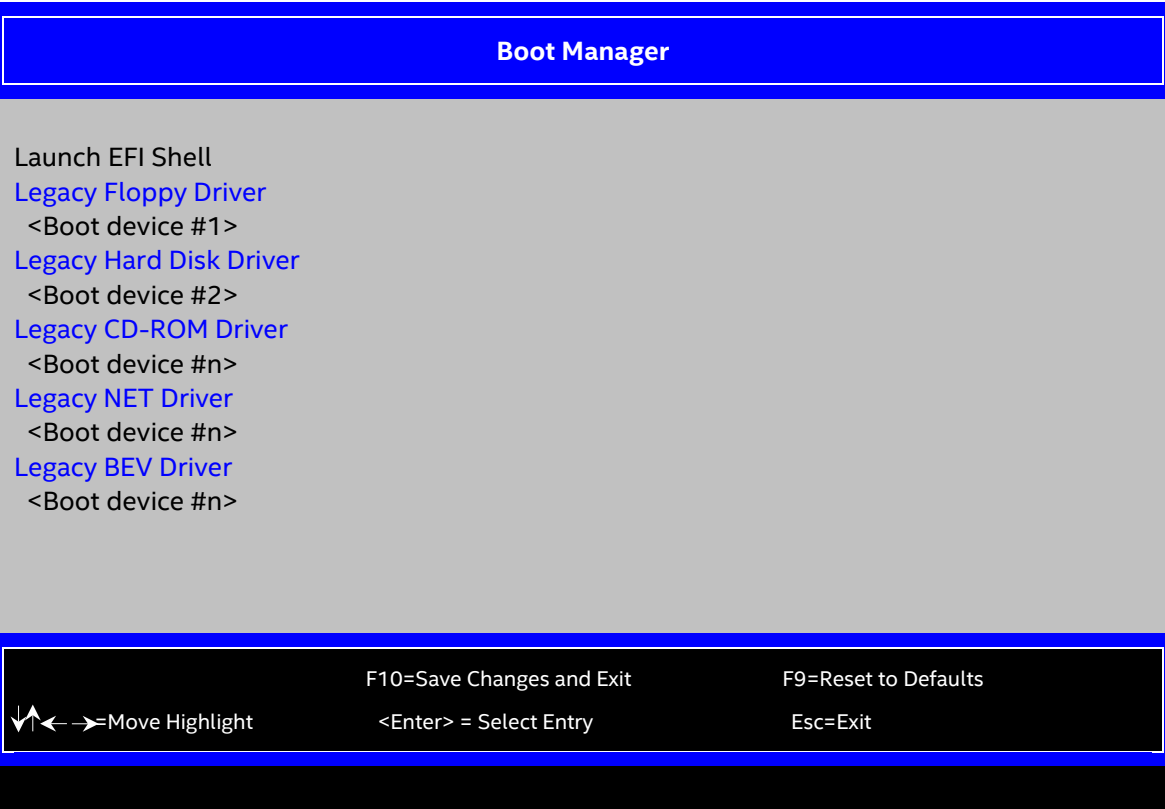 Boot Manager
Launch EFI Shell
Legacy Floppy Driver
<Boot device #1>
Legacy Hard Disk Driver
<Boot device #2>
Legacy CD-ROM Driver
<Boot device #n>
Legacy NET Driver
<Boot device #n>
Legacy BEV Driver
<Boot device #n>
F10=Save Changes and Exit F9=Reset to Defaults
↓↑← →=Move Highlight <Enter> = Select Entry Esc=Exit